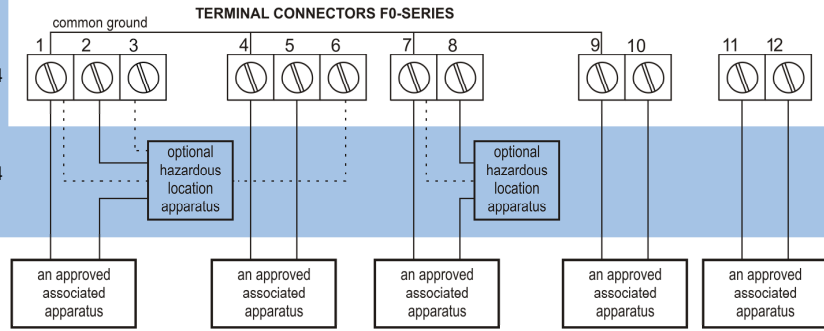 TERMINAL CONNECTORS F0-SERIES
common ground
1 2 3 4 5 6 7 8 9 10 11 12
optional
hazardous
location
apparatus
optional
hazardous
location
apparatus
an approved
associated
apparatus
an approved
associated
apparatus
an approved
associated
apparatus
an approved
associated
apparatus
an approved
associated
apparatus